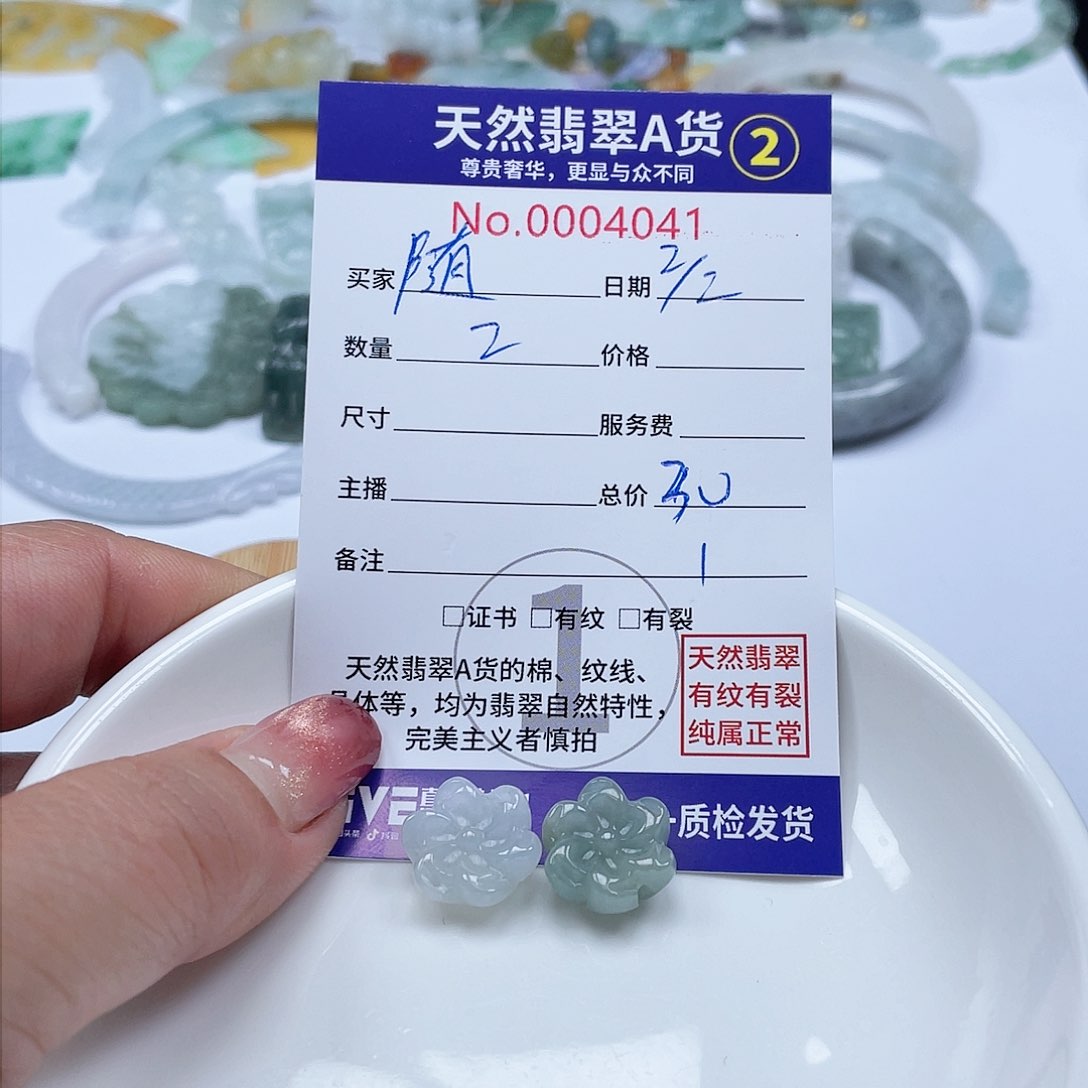 天然翡翠A货 2
尊贵奢华，更显与众不同
No.0004041
买家 随 日期 2/2
数量 2 价格
尺寸 服务费
主播 总价 30
备注 1
□证书 □有纹 □有裂
1
天然翡翠A货的棉、纹线、
晶体等，均为翡翠自然特性，
完美主义者慎拍
天然翡翠
有纹有裂
纯属正常
质检发货
抖音